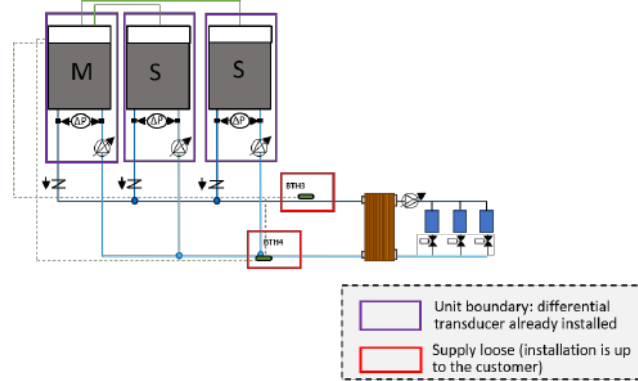 M S S
ΔP ΔP ΔP
BTH3
BTH4
Unit boundary: differential
transducer already installed
Supply loose (installation is up
to the customer)